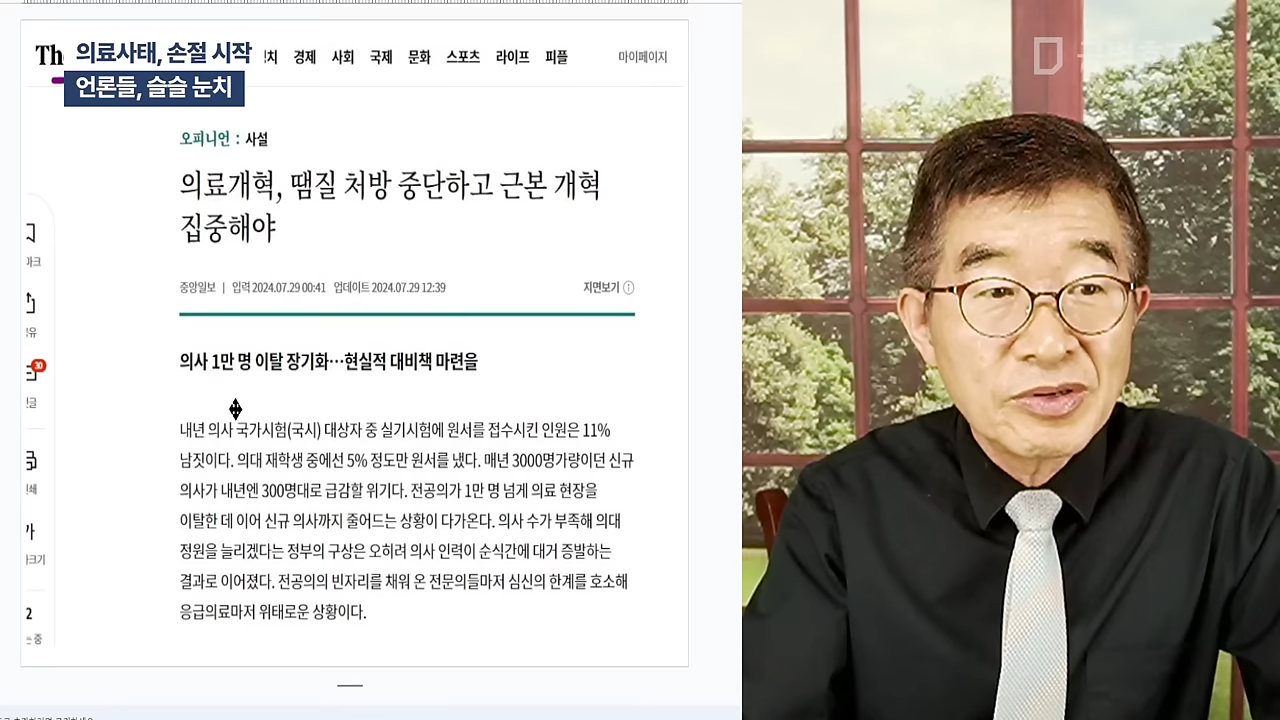 Th
의료사태, 손절 시작
언론들, 슬슬 눈치
치 경제 사회 국제 문화 스포츠 라이프 피플 마이페이지
오피니언 : 사설
의료개혁, 땜질 처방 중단하고 근본 개혁
집중해야
중앙일보 | 입력 2024.07.29 00:41 업데이트 2024.07.29 12:39 지면보기
의사 1만 명 이탈 장기화…현실적 대비책 마련을
내년 의사 국가시험(국시) 대상자 중 실기시험에 원서를 접수시킨 인원은 11%
남짓이다. 의대 재학생 중에선 5% 정도만 원서를 냈다. 매년 3000명가량이던 신규
의사가 내년엔 300명대로 급감할 위기다. 전공의가 1만 명 넘게 의료 현장을
이탈한 데 이어 신규 의사까지 줄어드는 상황이 다가온다. 의사 수가 부족해 의대
정원을 늘리겠다는 정부의 구상은 오히려 의사 인력이 순식간에 대거 증발하는
결과로 이어졌다. 전공의의 빈자리를 채워 온 전문의들마저 심신의 한계를 호소해
응급의료마저 위태로운 상황이다.
30
크기
2
중